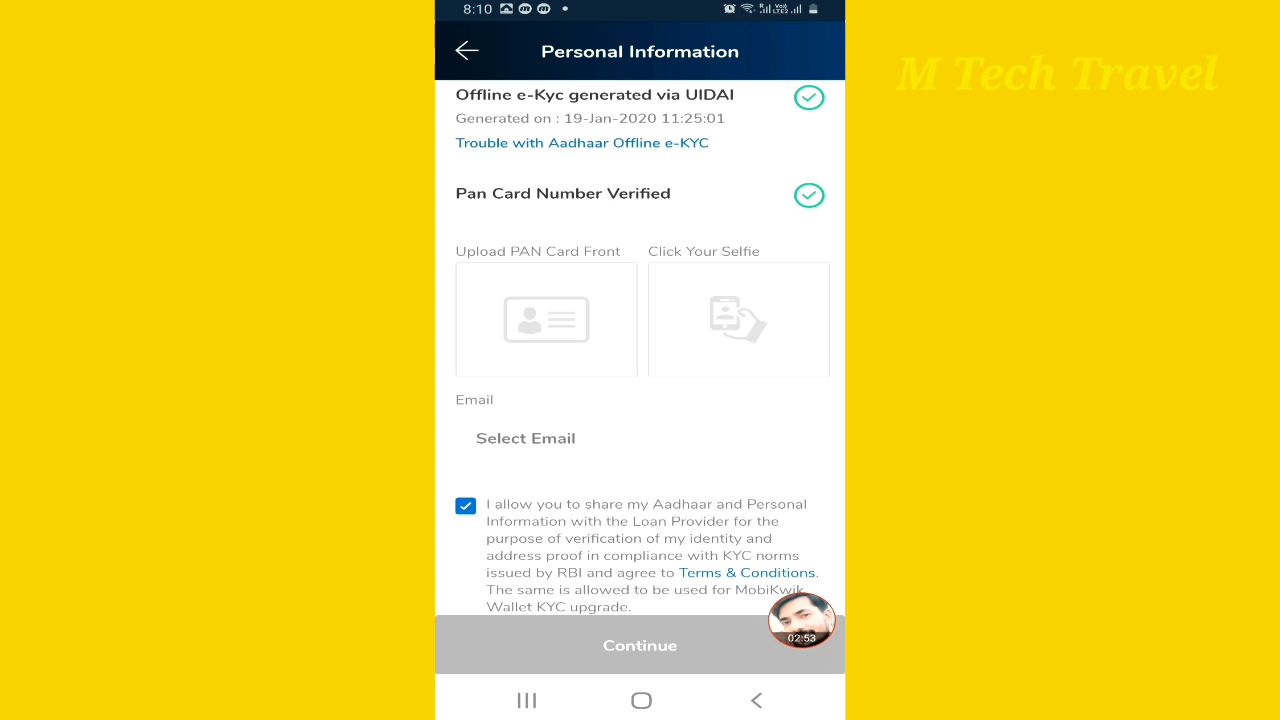 8:10
M Tech Travel
Personal Information
Offline e-Kyc generated via UIDAI
Generated on : 19-Jan-2020 11:25:01
Trouble with Aadhaar Offline e-KYC
Pan Card Number Verified
Upload PAN Card Front
Click Your Selfie
Email
Select Email
I allow you to share my Aadhaar and Personal
Information with the Loan Provider for the
purpose of verification of my identity and
address proof in compliance with KYC norms
issued by RBI and agree to Terms & Conditions.
The same is allowed to be used for MobiKwik
Wallet KYC upgrade.
02:53
Continue